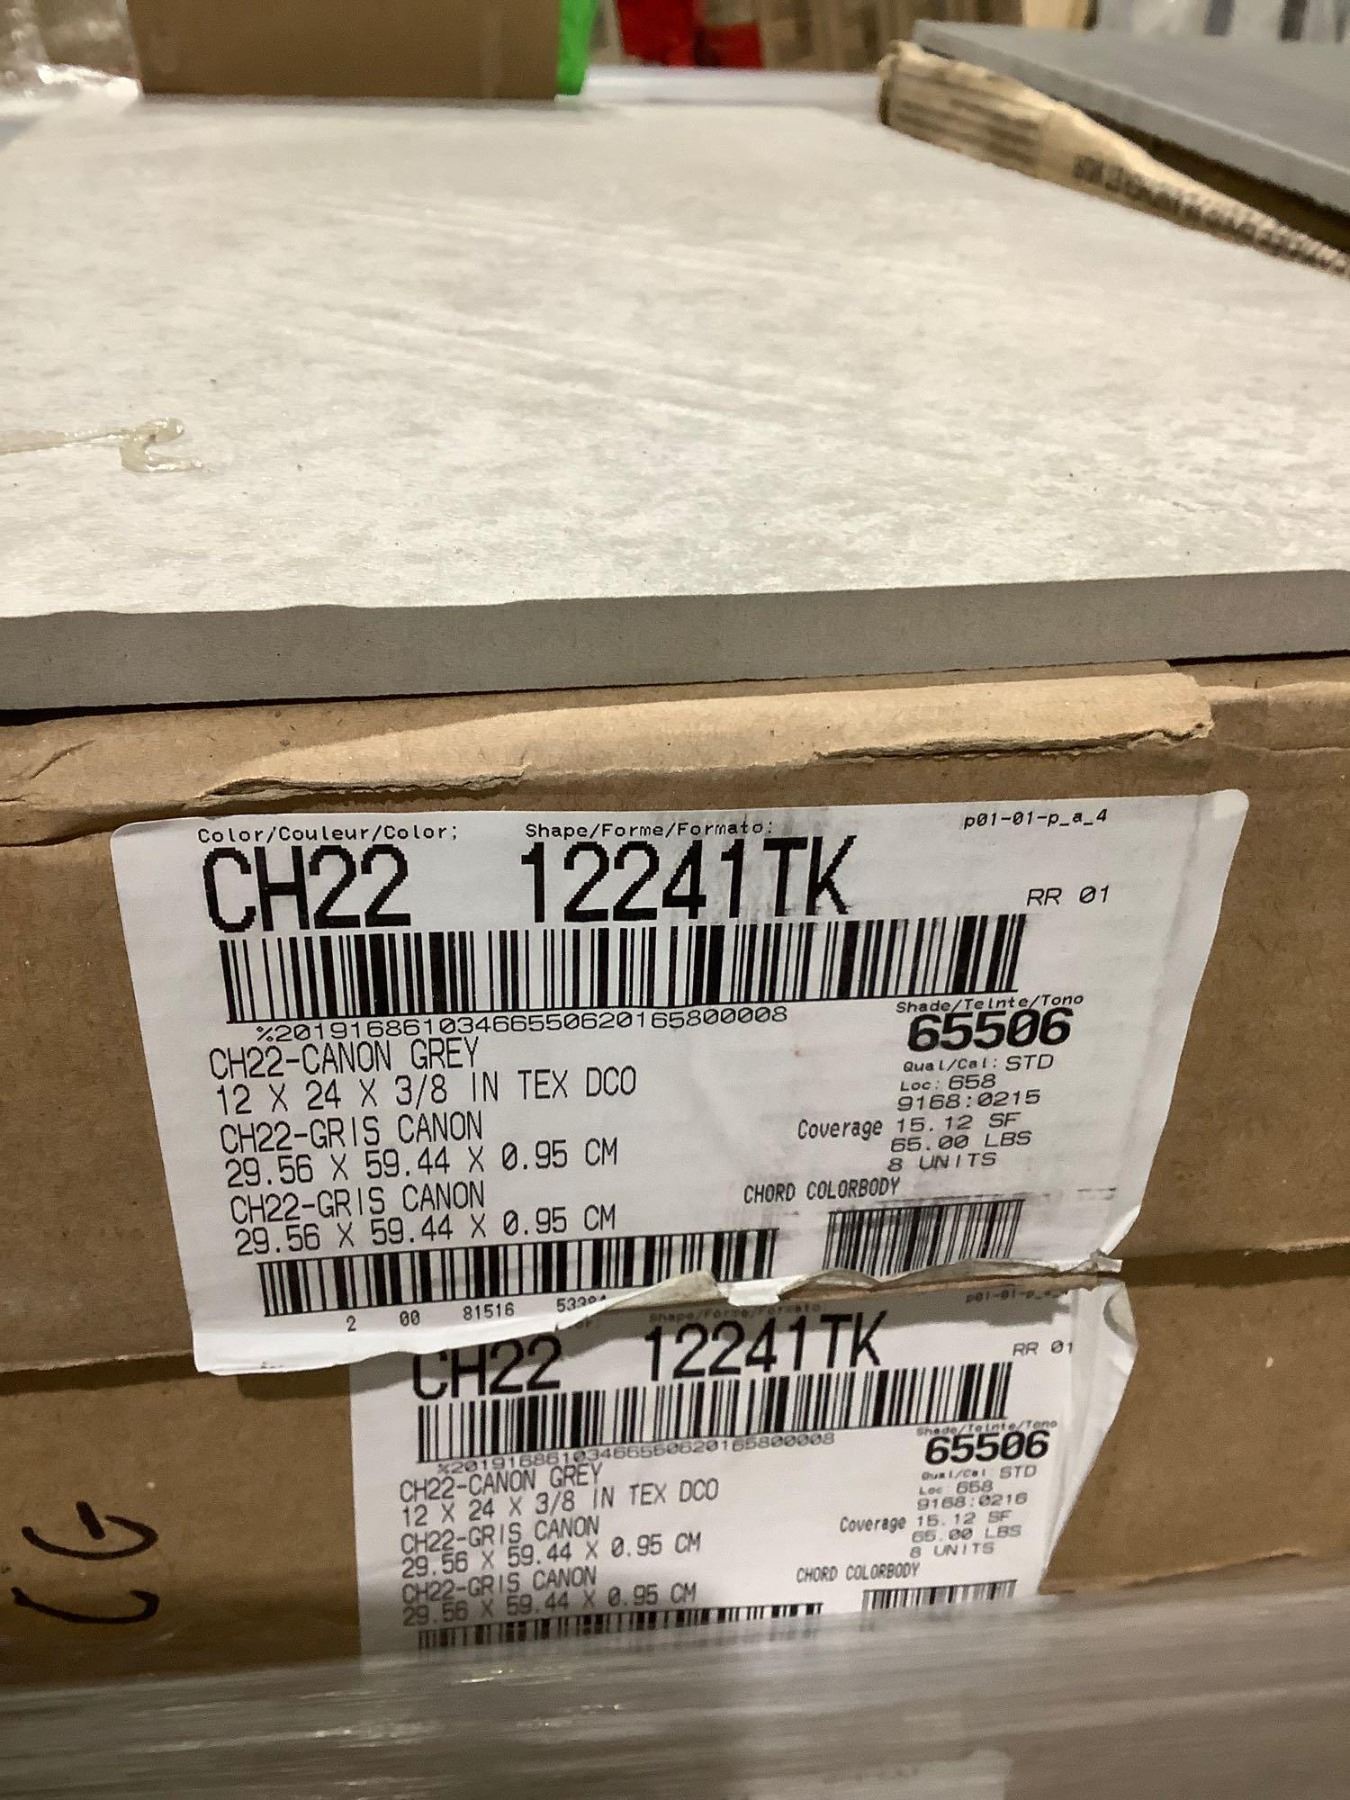 Color/Couleur/Color: Shape/Forme/Formato: p01-01-p_a_4
CH22 12241TK RR 01
%20191686103466550620165800008
Shade/Teinte/Tono
65506
CH22-CANON GREY
12 X 24 X 3/8 IN TEX DCO
CH22-GRIS CANON
29.56 X 59.44 X 0.95 CM
CH22-GRIS CANON
29.56 X 59.44 X 0.95 CM
Qual/Cal: STD
Loc: 658
9168:0215
Coverage 15.12 SF
65.00 LBS
8 UNITS
CHORD COLORBODY
2 00 81516
Shape/Forme/Formato: p01-01-p_a_4
CH22 12241TK RR 01
%20191686103466550620165800008
Shade/Teinte/Tono
65506
CH22-CANON GREY
12 X 24 X 3/8 IN TEX DCO
CH22-GRIS CANON
29.56 X 59.44 X 0.95 CM
CH22-GRIS CANON
29.56 X 59.44 X 0.95 CM
Qual/Cal: STD
Loc: 658
9168:0216
Coverage 15.12 SF
65.00 LBS
8 UNITS
CHORD COLORBODY